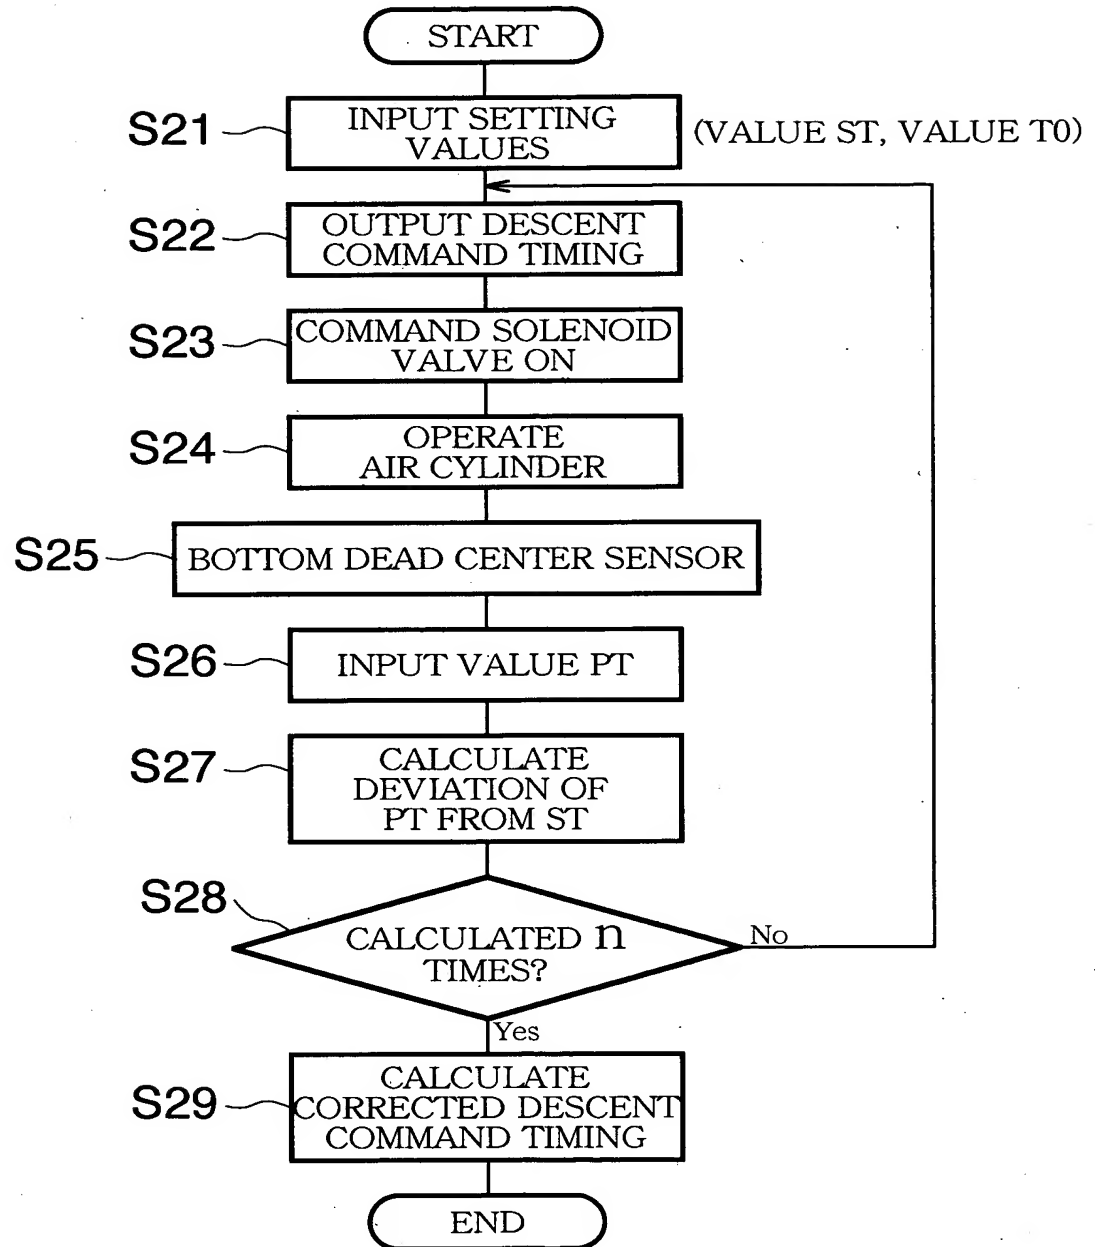 START
S21
INPUT SETTING
VALUES
(VALUE ST, VALUE T0)
S22
OUTPUT DESCENT
COMMAND TIMING
S23
COMMAND SOLENOID
VALVE ON
S24
OPERATE
AIR CYLINDER
S25
BOTTOM DEAD CENTER SENSOR
S26
INPUT VALUE PT
S27
CALCULATE
DEVIATION OF
PT FROM ST
S28
CALCULATED n
TIMES?
No
Yes
S29
CALCULATE
CORRECTED DESCENT
COMMAND TIMING
END